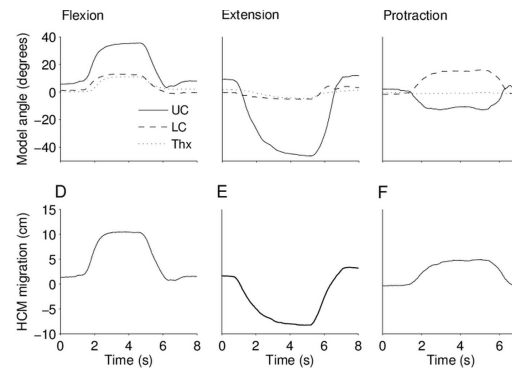 Flexion
Extension
Protraction
Model angle (degrees)
40
20
0
−20
−40
UC
LC
Thx
D
E
F
HCM migration (cm)
15
10
5
0
−5
−10
0 2 4 6 8
0 2 4 6 8
0 2 4 6
Time (s)
Time (s)
Time (s)